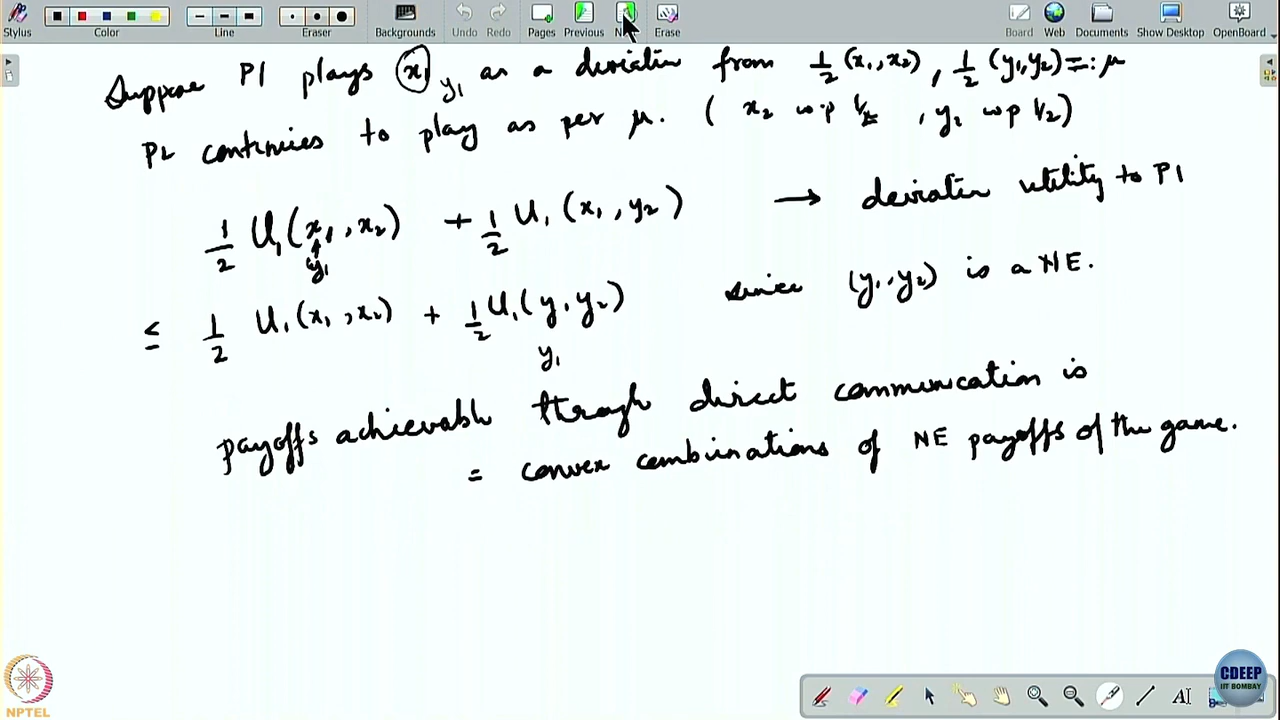 Stylus
Color
Line
Eraser
Backgrounds
Undo
Redo
Pages
Previous
Erase
Board
Web
Documents
Show Desktop
OpenBoard
Suppose P1 plays x1 y1 as a deviation from 1/2 (x1, x2), 1/2 (y1, y2) =: μ
P2 continues to play as per μ. ( x2 w.p 1/2 , y2 w.p 1/2 )
1/2 U1(x1, x2) + 1/2 U1(x1, y2) → deviation utility to P1
y1
≤ 1/2 U1(x1, x2) + 1/2 U1(y1, y2) since (y1, y2) is a NE.
y1
payoffs achievable through direct communication is
= convex combinations of NE payoffs of the game.
NPTEL
CDEEP
IIT BOMBAY